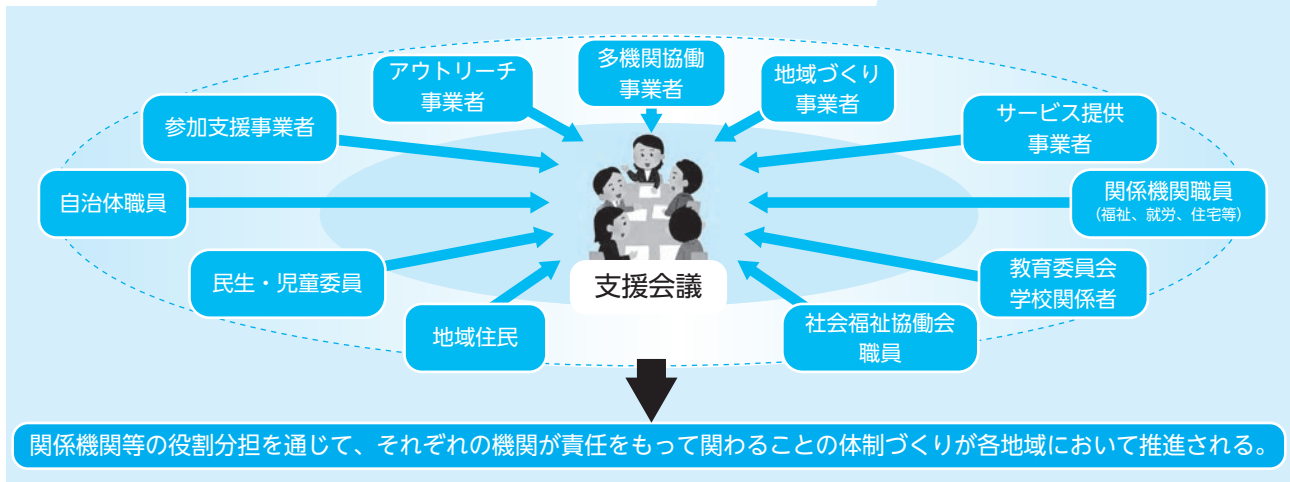 多機関協働
事業者
アウトリーチ
事業者
地域づくり
事業者
参加支援事業者
サービス提供
事業者
自治体職員
関係機関職員
(福祉、就労、住宅等)
民生・児童委員
教育委員会
学校関係者
支援会議
地域住民
社会福祉協働会
職員
関係機関等の役割分担を通じて、それぞれの機関が責任をもって関わることの体制づくりが各地域において推進される。